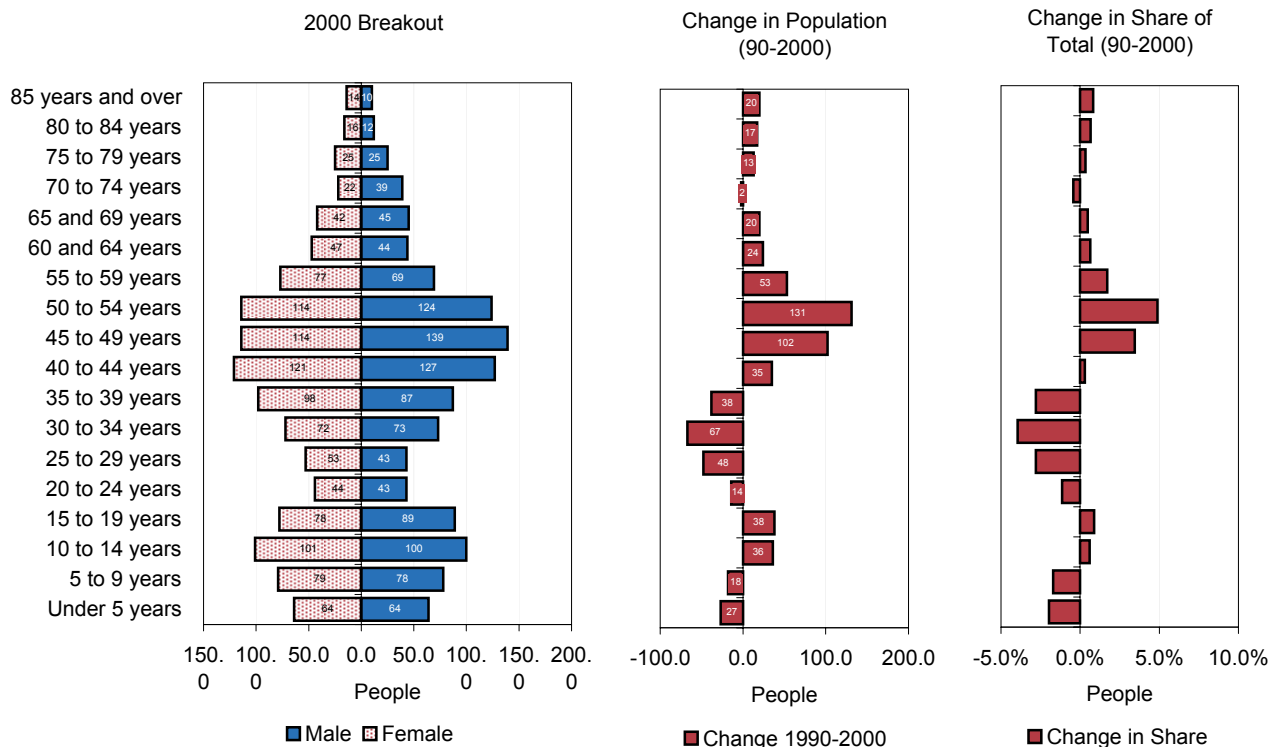 2000 Breakout
Change in Population
(90-2000)
Change in Share of
Total (90-2000)
85 years and over 14 10 20
80 to 84 years 16 12 17
75 to 79 years 25 25 13
70 to 74 years 22 39 2
65 and 69 years 42 45 20
60 and 64 years 47 44 24
55 to 59 years 77 69 53
50 to 54 years 114 124 131
45 to 49 years 114 139 102
40 to 44 years 121 127 35
35 to 39 years 98 87 38
30 to 34 years 72 73 67
25 to 29 years 53 43 48
20 to 24 years 44 43 14
15 to 19 years 78 89 38
10 to 14 years 101 100 36
5 to 9 years 79 78 18
Under 5 years 64 64 27
150. 100. 50.0 0.0 50.0 100. 150. 200.
0 0 0 0 0
-100.0 0.0 100.0 200.0
-5.0% 0.0% 5.0% 10.0%
People
People
People
Male Female
Change 1990-2000
Change in Share